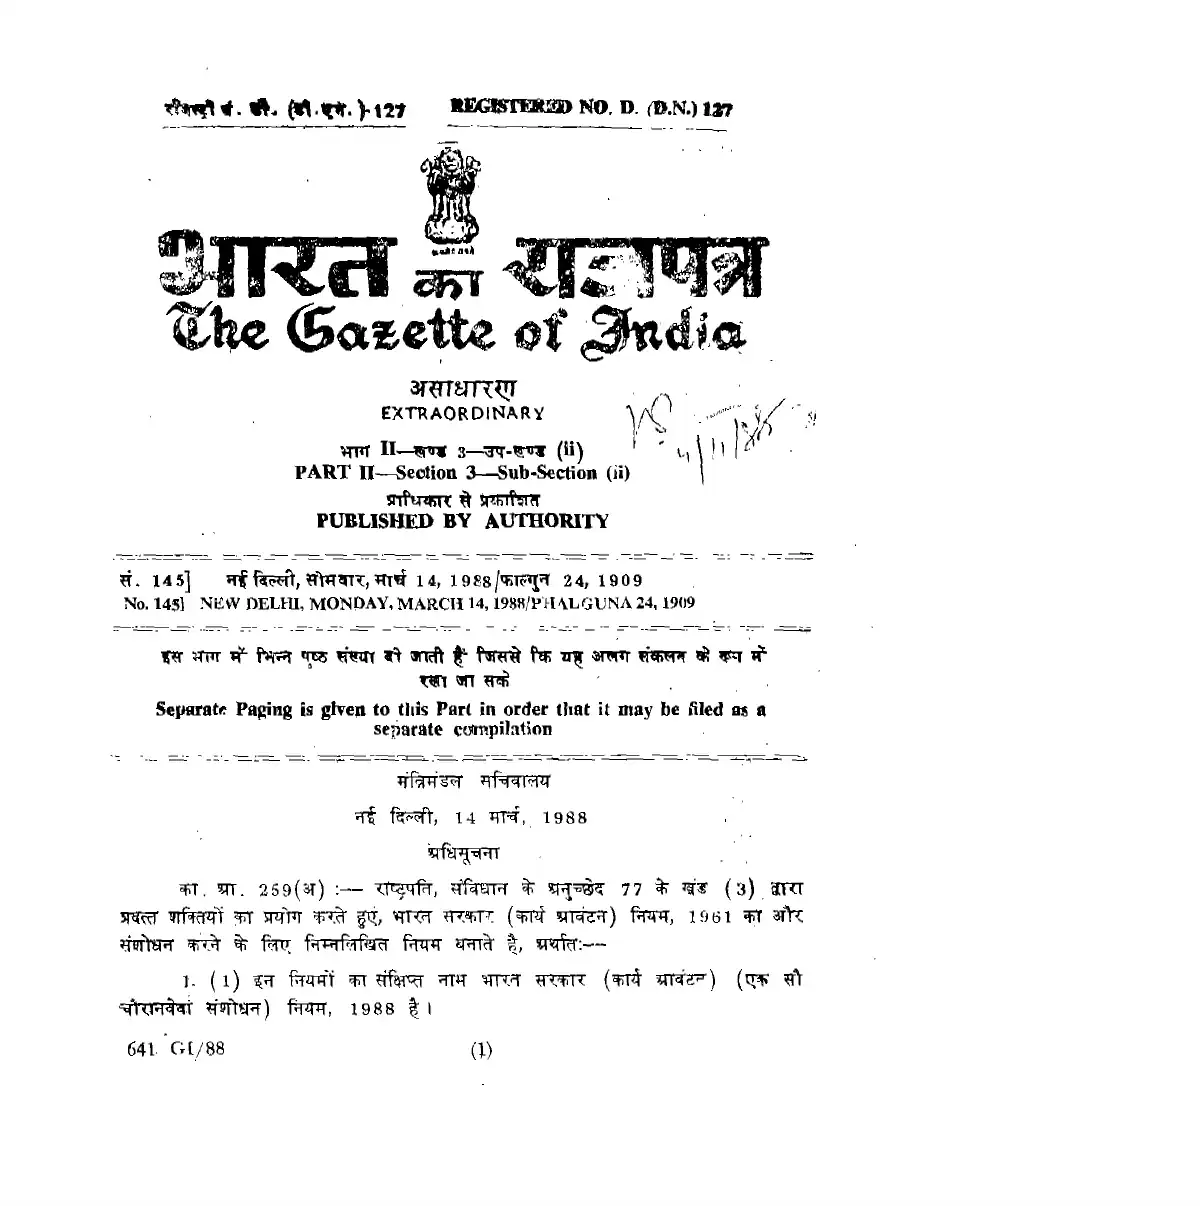 रजिस्ट्री सं. डी. (डी.एन.)-127
REGISTERED NO. D. (D.N.) 127
भारत का राजपत्र
The Gazette of India
असाधारण
EXTRAORDINARY
भाग II—खण्ड 3—उप-खण्ड (ii)
PART II—Section 3—Sub-Section (ii)
प्राधिकार से प्रकाशित
PUBLISHED BY AUTHORITY
सं. 145] नई दिल्ली, सोमवार, मार्च 14, 1988/फाल्गुन 24, 1909
No. 145] NEW DELHI, MONDAY, MARCH 14, 1988/PHALGUNA 24, 1909
इस भाग में भिन्न पृष्ठ संख्या दी जाती है जिससे कि यह अलग संकलन के रूप में
रखा जा सके
Separate Paging is given to this Part in order that it may be filed as a
separate compilation
मंत्रिमंडल सचिवालय
नई दिल्ली, 14 मार्च, 1988
अधिसूचना
का. आ. 259(अ) :— राष्ट्रपति, संविधान के अनुच्छेद 77 के खंड (3) द्वारा
प्रदत्त शक्तियों का प्रयोग करते हुए, भारत सरकार (कार्य आवंटन) नियम, 1961 का और
संशोधन करने के लिए निम्नलिखित नियम बनाते है, अर्थात:—
1. (1) इन नियमों का संक्षिप्त नाम भारत सरकार (कार्य आवंटन) (एक सौ
चौरानवेवां संशोधन) नियम, 1988 है।
641 GI/88 (1)